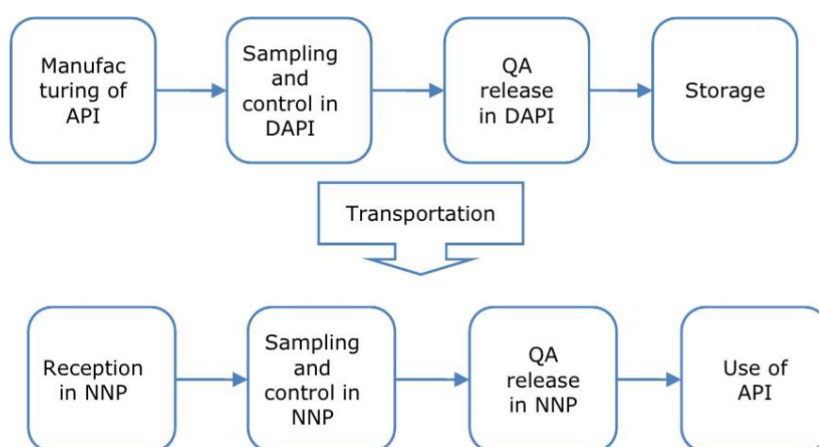 Manufac
turing of
API
Sampling
and
control in
DAPI
QA
release
in DAPI
Storage
Transportation
Reception
in NNP
Sampling
and
control in
NNP
QA
release
in NNP
Use of
API